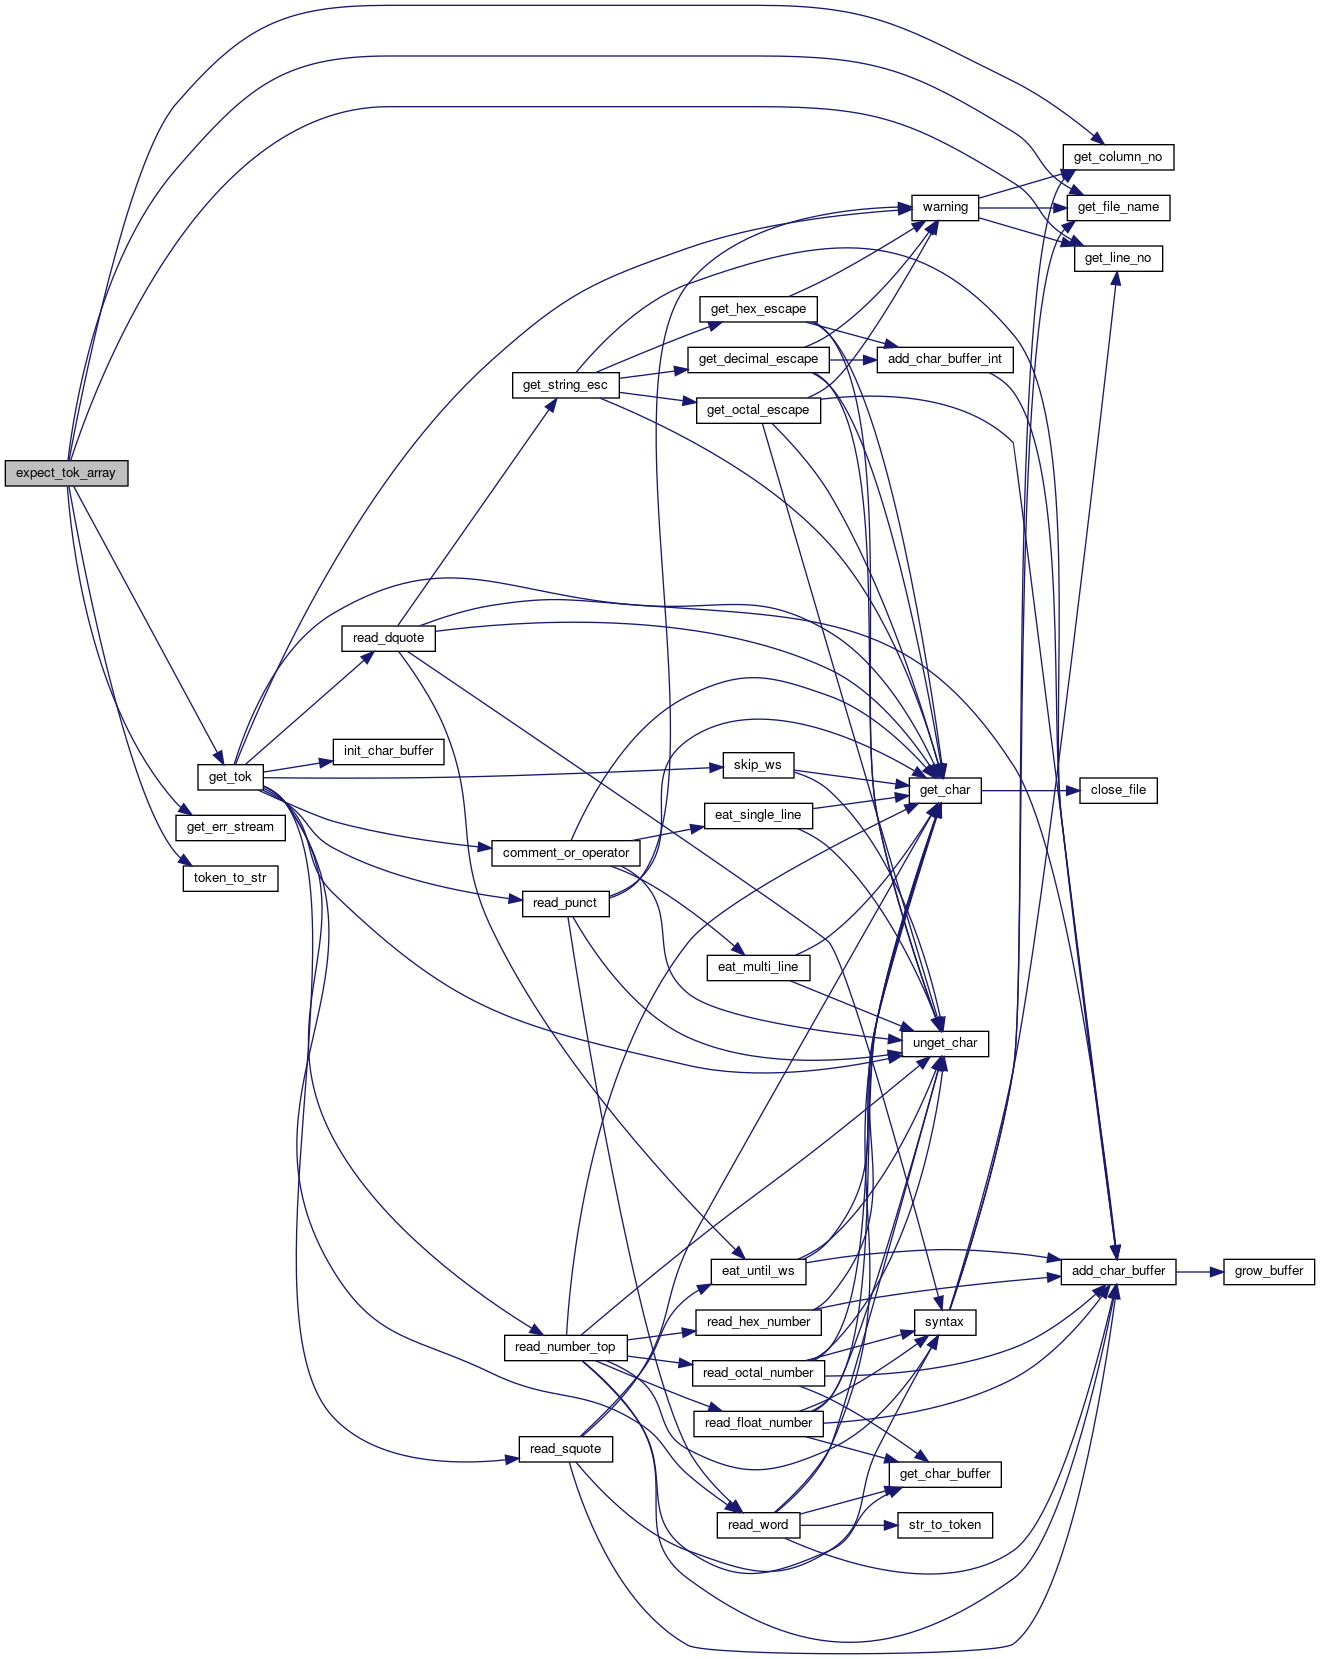 get_column_no
get_file_name
warning
get_line_no
get_hex_escape
get_decimal_escape
add_char_buffer_int
get_string_esc
get_octal_escape
expect_tok_array
read_dquote
init_char_buffer
skip_ws
get_tok
get_char
close_file
eat_single_line
get_err_stream
comment_or_operator
token_to_str
read_punct
eat_multi_line
unget_char
eat_until_ws
add_char_buffer
grow_buffer
read_hex_number
syntax
read_number_top
read_octal_number
read_float_number
read_squote
get_char_buffer
read_word
str_to_token